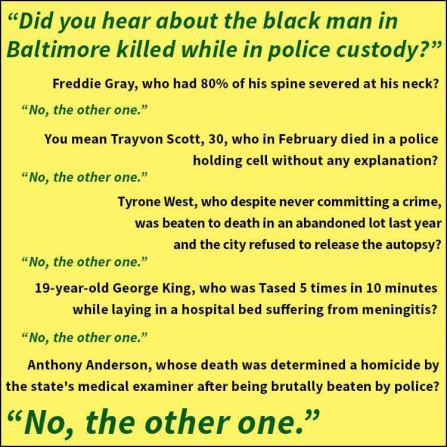 “Did you hear about the black man in
Baltimore killed while in police custody?”
Freddie Gray, who had 80% of his spine severed at his neck?
“No, the other one.”
You mean Trayvon Scott, 30, who in February died in a police
holding cell without any explanation?
“No, the other one.”
Tyrone West, who despite never committing a crime,
was beaten to death in an abandoned lot last year
and the city refused to release the autopsy?
“No, the other one.”
19-year-old George King, who was Tased 5 times in 10 minutes
while laying in a hospital bed suffering from meningitis?
“No, the other one.”
Anthony Anderson, whose death was determined a homicide by
the state's medical examiner after being brutally beaten by police?
“No, the other one.”